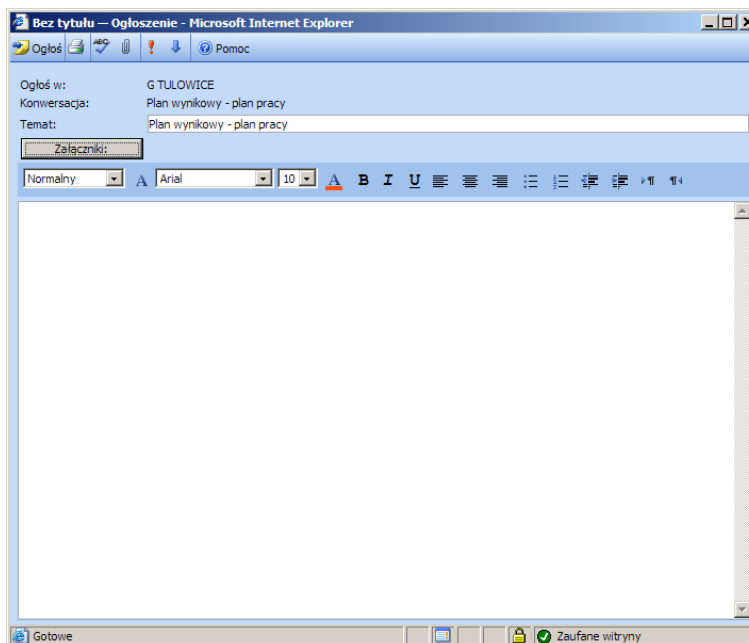 Bez tytułu — Ogłoszenie - Microsoft Internet Explorer
Ogłoś ABC Pomoc
Ogłoś w: G TULOWICE
Konwersacja: Plan wynikowy - plan pracy
Temat: Plan wynikowy - plan pracy
Załączniki:
Normalny A Arial 10 A B I U
Gotowe Zaufane witryny